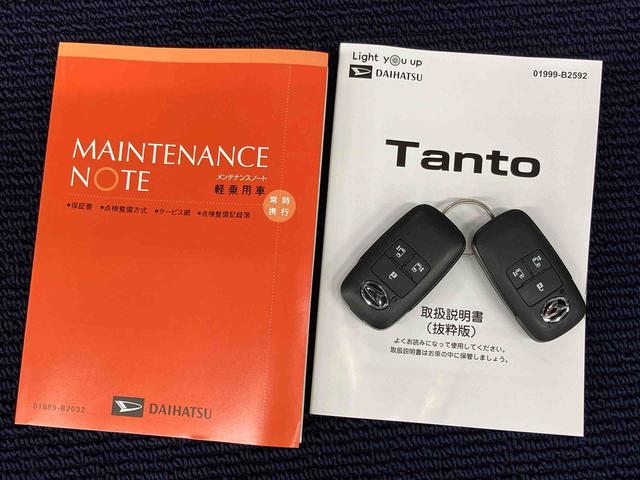 MAINTENANCE
NOTE
メンテナンスノート
軽乗用車
常時
携行
●保証書 ●点検整備方式 ●サービス網 ●点検整備記録簿
01989-B2032
DAIHATSU
Light you up
DAIHATSU
01999-B2592
Tanto
取扱説明書
(抜粋版)
よくお読みになって使用してください。
取扱説明書はお車の中に保管しましょう。